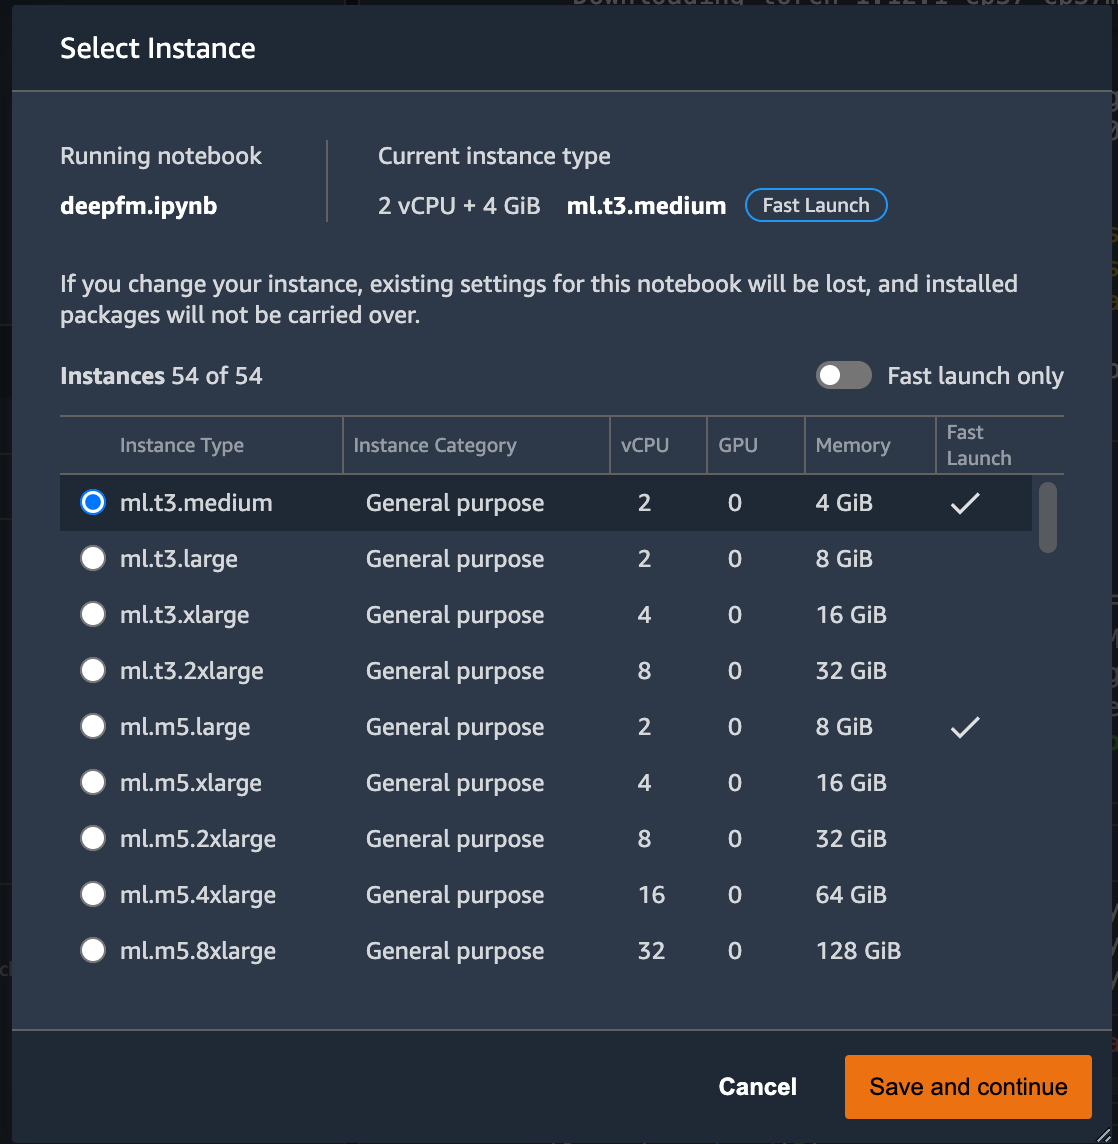 Select Instance
Running notebook
Current instance type
deepfm.ipynb
2 vCPU + 4 GiB ml.t3.medium Fast Launch
If you change your instance, existing settings for this notebook will be lost, and installed
packages will not be carried over.
Instances 54 of 54
Fast launch only
Instance Type Instance Category vCPU GPU Memory Fast Launch
ml.t3.medium General purpose 2 0 4 GiB
ml.t3.large General purpose 2 0 8 GiB
ml.t3.xlarge General purpose 4 0 16 GiB
ml.t3.2xlarge General purpose 8 0 32 GiB
ml.m5.large General purpose 2 0 8 GiB
ml.m5.xlarge General purpose 4 0 16 GiB
ml.m5.2xlarge General purpose 8 0 32 GiB
ml.m5.4xlarge General purpose 16 0 64 GiB
ml.m5.8xlarge General purpose 32 0 128 GiB
Cancel Save and continue